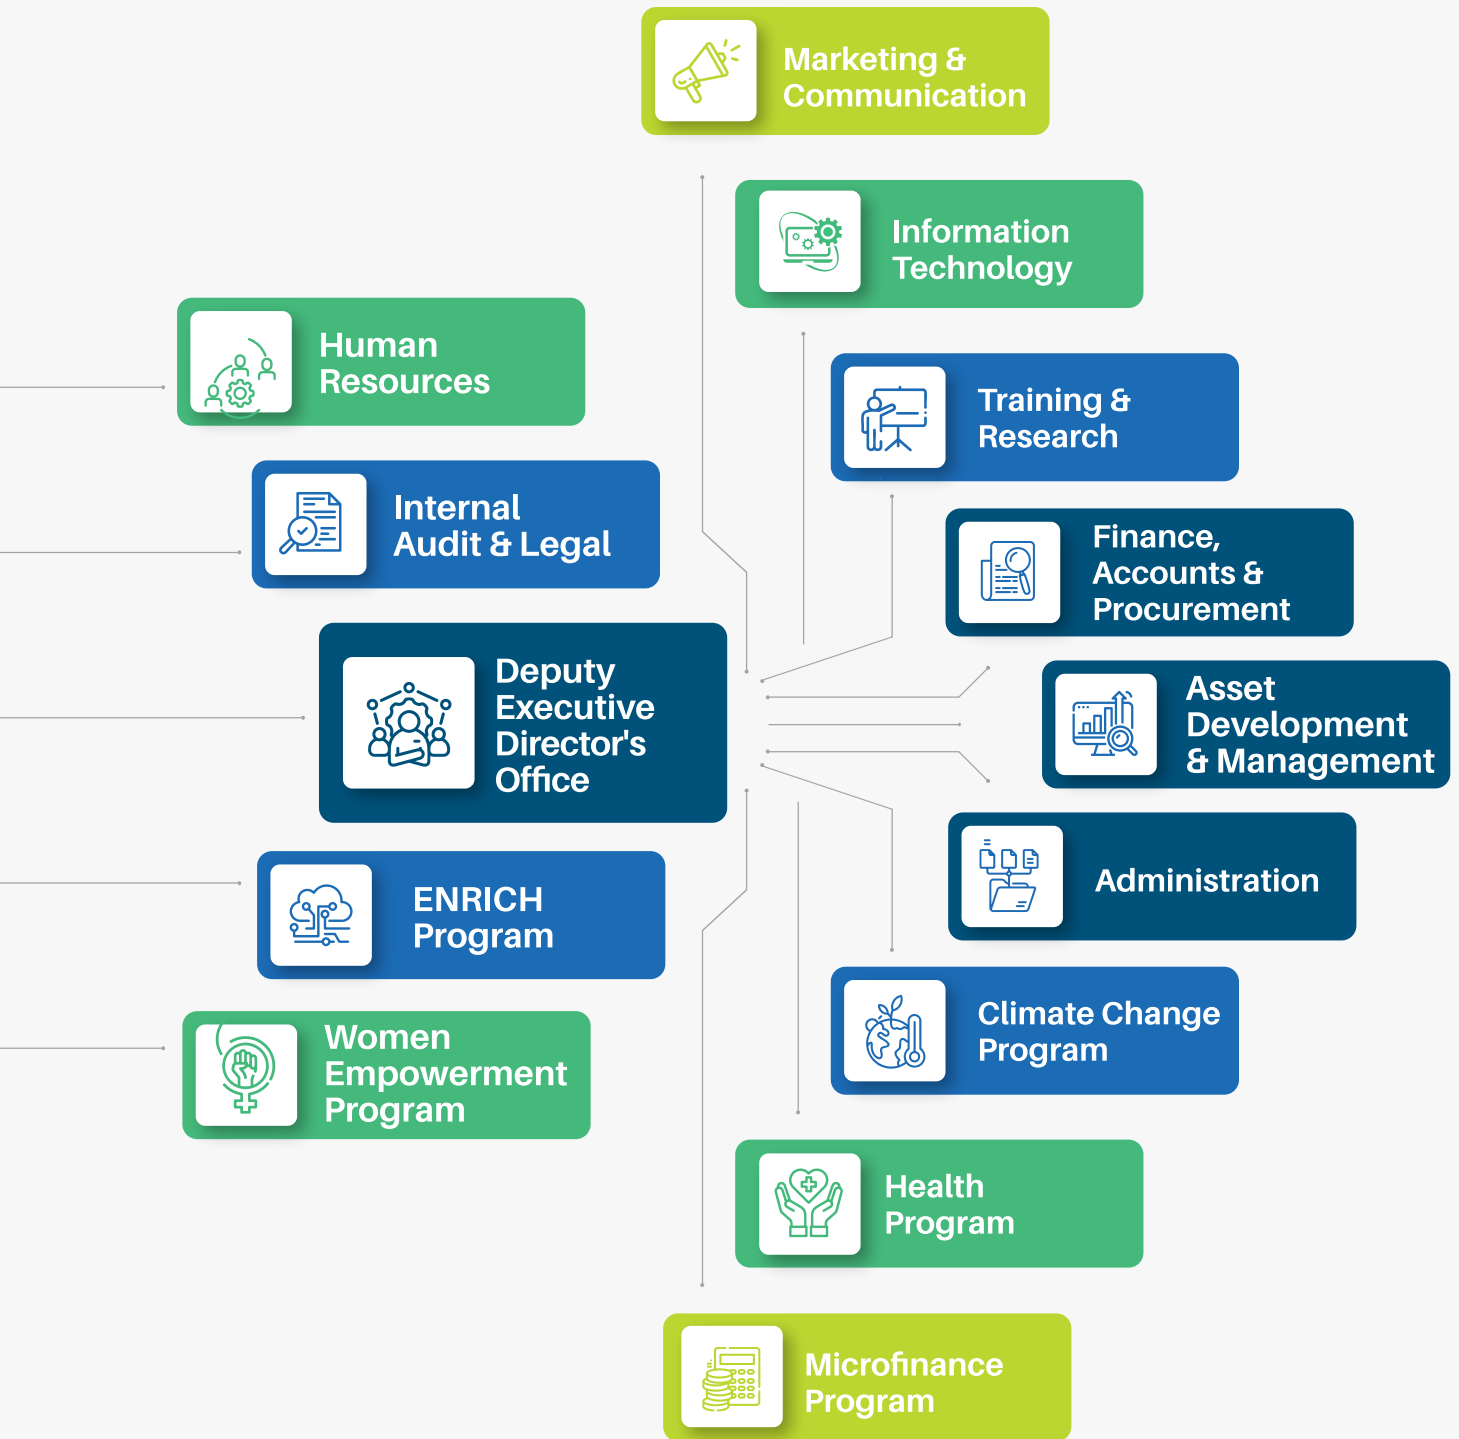 Marketing &
Communication
Information
Technology
Human
Resources
Training &
Research
Internal
Audit & Legal
Finance,
Accounts &
Procurement
Deputy
Executive
Director's
Office
Asset
Development
& Management
Administration
ENRICH
Program
Climate Change
Program
Women
Empowerment
Program
Health
Program
Microfinance
Program